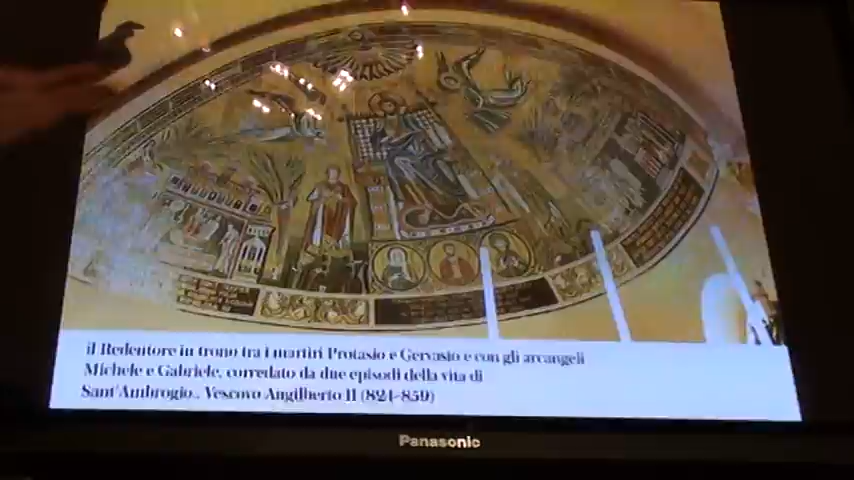 il Redentore in trono tra i martiri Protasio e Gervasio e con gli arcangeli
Michele e Gabriele, corredato da due episodi della vita di
Sant'Ambrogio.. Vescovo Angilberto II (824-859)
Panasonic